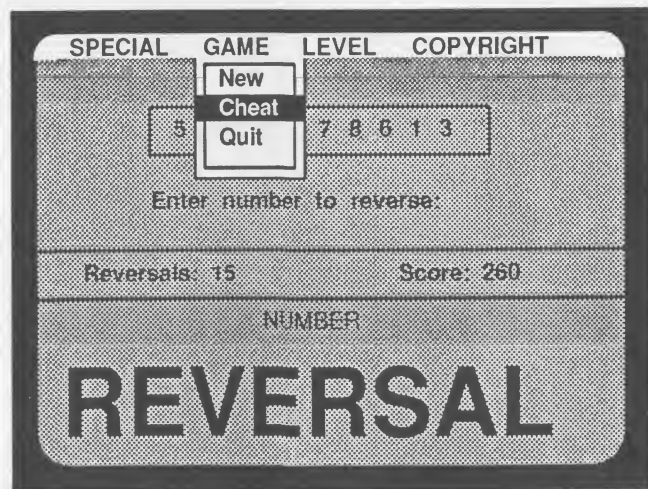 SPECIAL GAME LEVEL COPYRIGHT
New
Cheat
5 7 8 6 1 3
Quit
Enter number to reverse:
Reversals: 15 Score: 260
NUMBER
REVERSAL